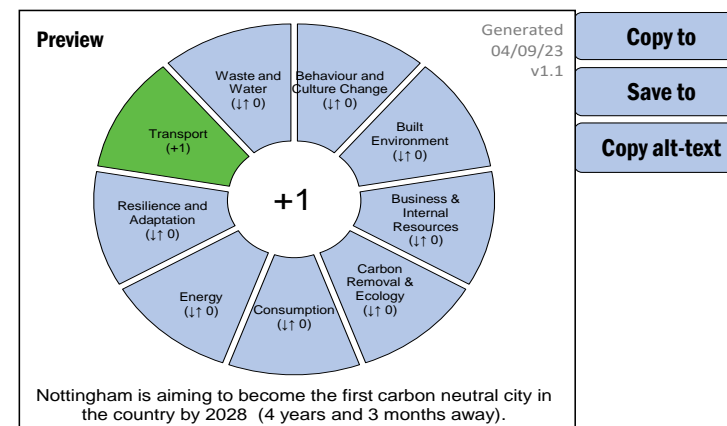 Preview
Generated
04/09/23
v1.1
Copy to
Save to
Copy alt-text
Waste and
Water
(↓↑ 0)
Behaviour and
Culture Change
(↓↑ 0)
Built
Environment
(↓↑ 0)
Business &
Internal
Resources
(↓↑ 0)
Carbon
Removal &
Ecology
(↓↑ 0)
Consumption
(↓↑ 0)
Energy
(↓↑ 0)
Resilience and
Adaptation
(↓↑ 0)
Transport
(+1)
+1
Nottingham is aiming to become the first carbon neutral city in
the country by 2028  (4 years and 3 months away).